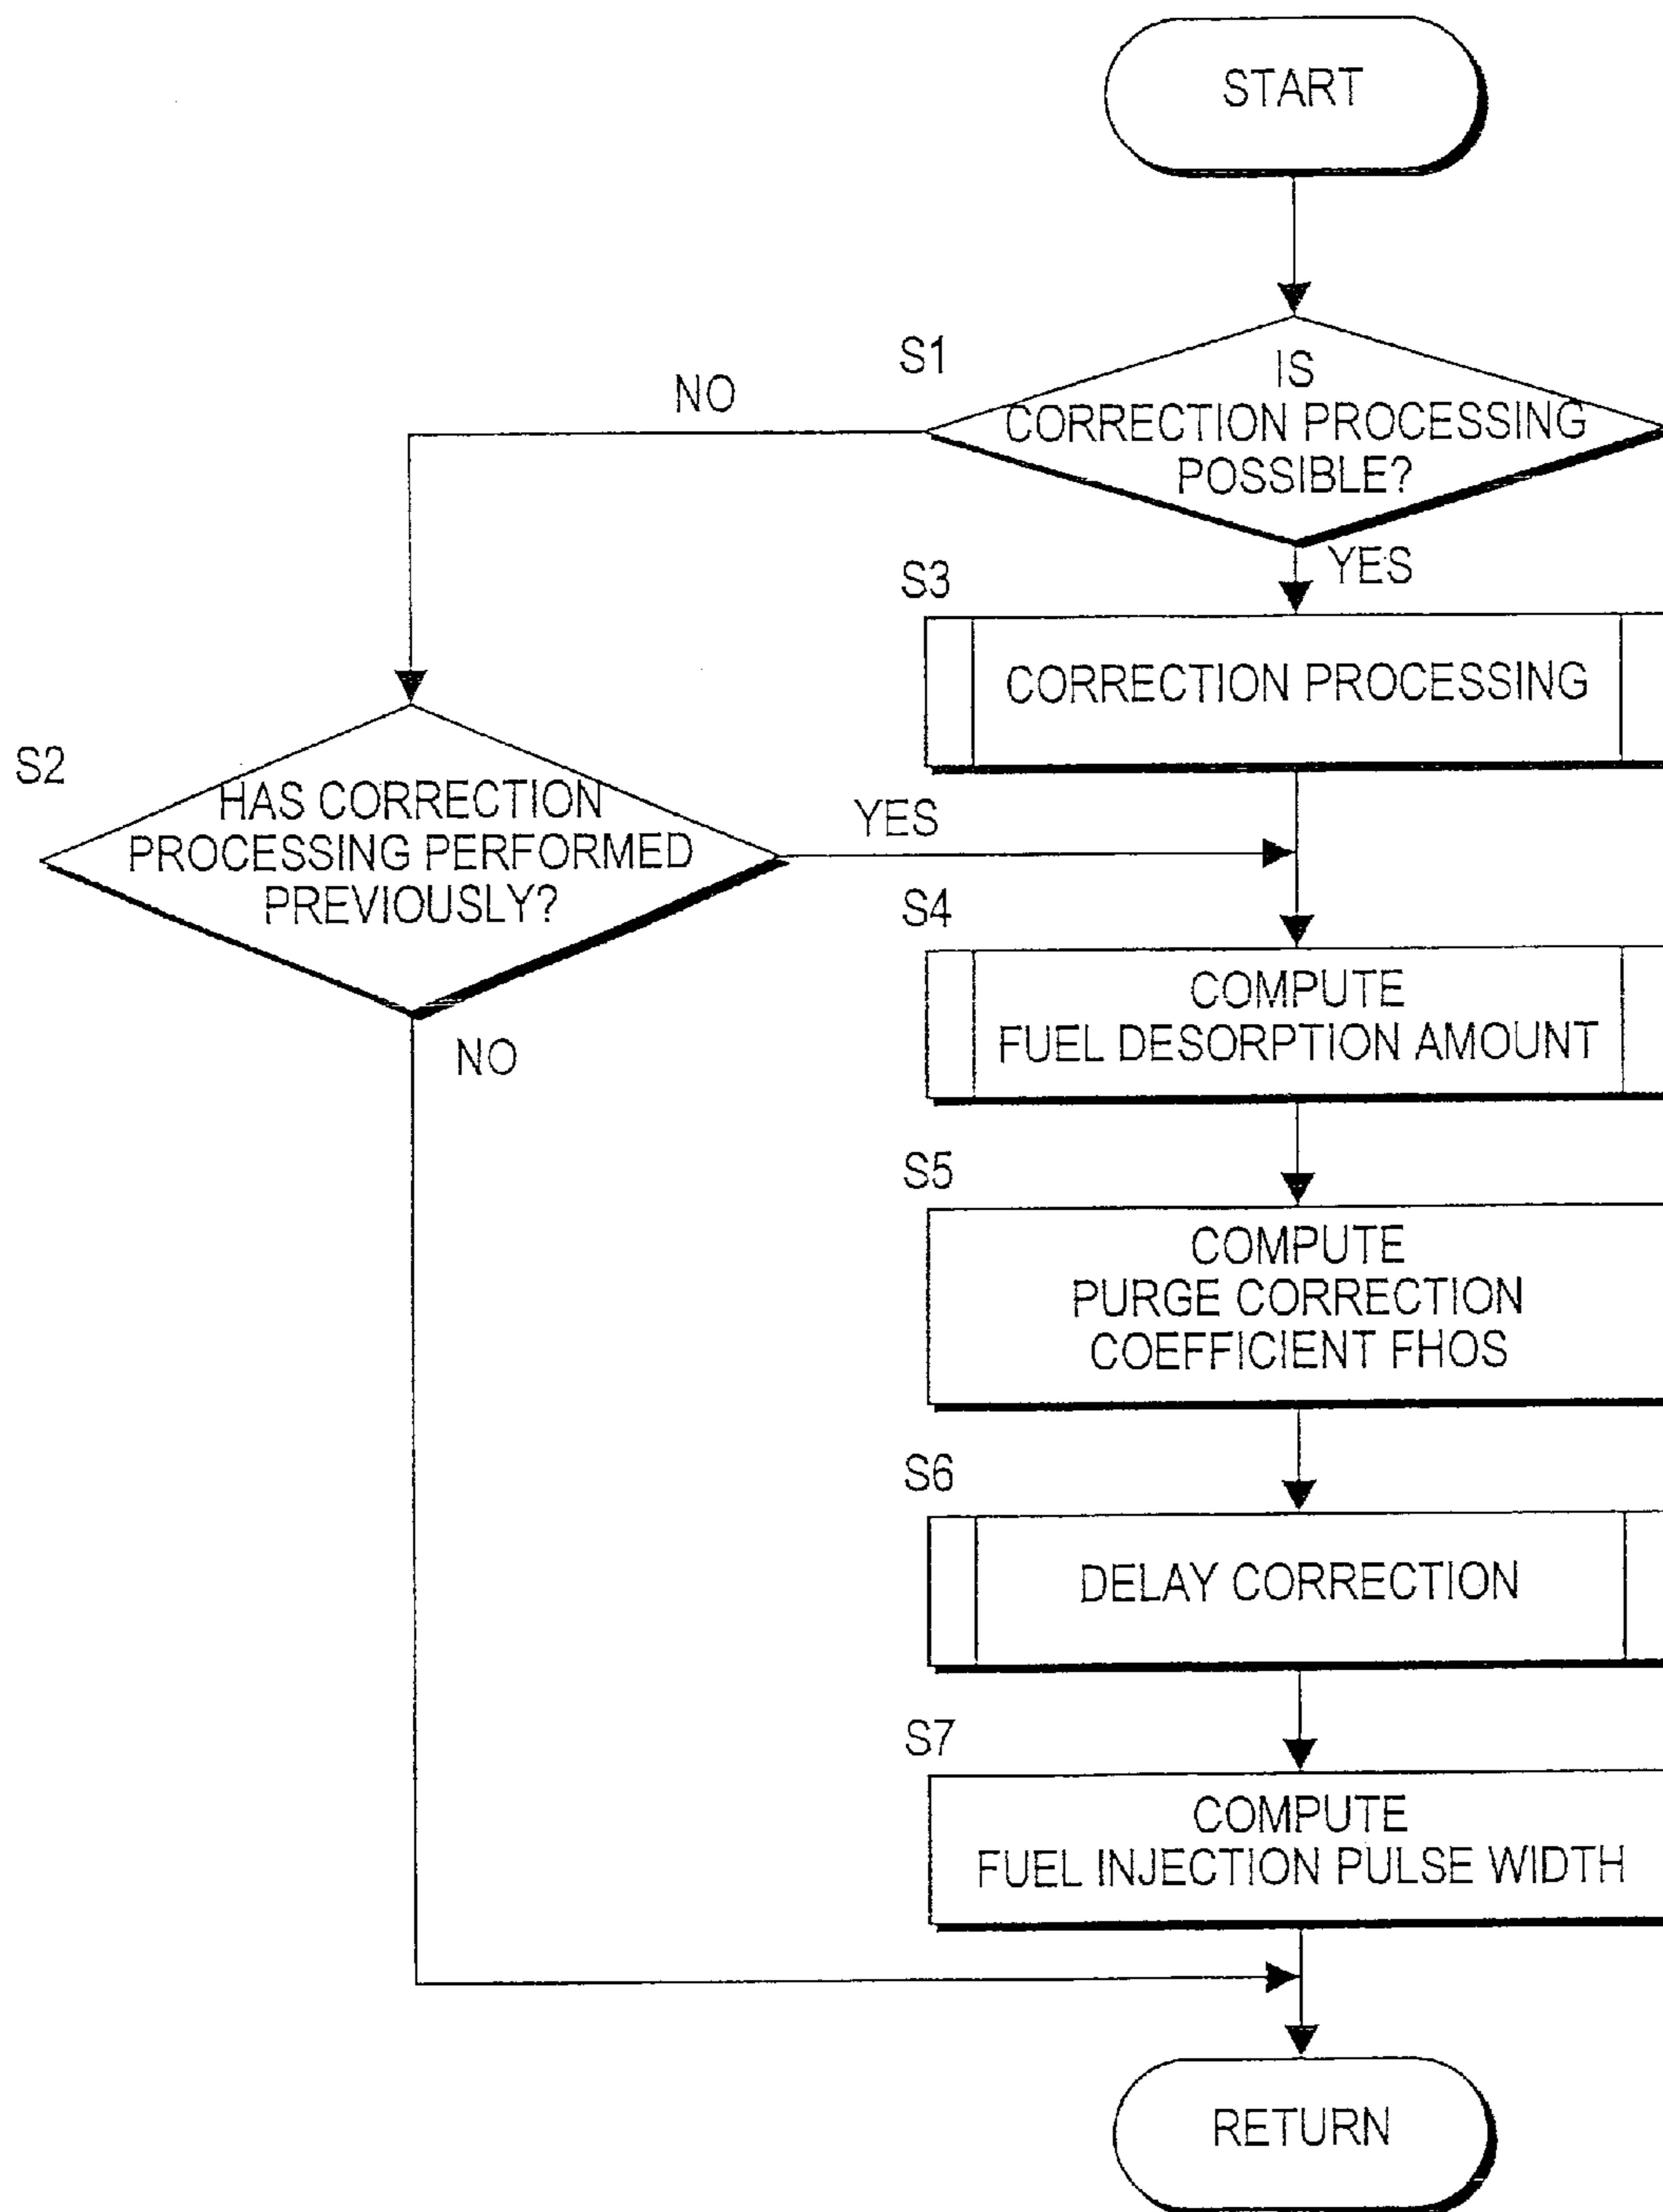 START
S1
IS
CORRECTION PROCESSING
POSSIBLE?
NO
YES
S3
CORRECTION PROCESSING
S2
HAS CORRECTION
PROCESSING PERFORMED
PREVIOUSLY?
YES
NO
S4
COMPUTE
FUEL DESORPTION AMOUNT
S5
COMPUTE
PURGE CORRECTION
COEFFICIENT FHOS
S6
DELAY CORRECTION
S7
COMPUTE
FUEL INJECTION PULSE WIDTH
RETURN